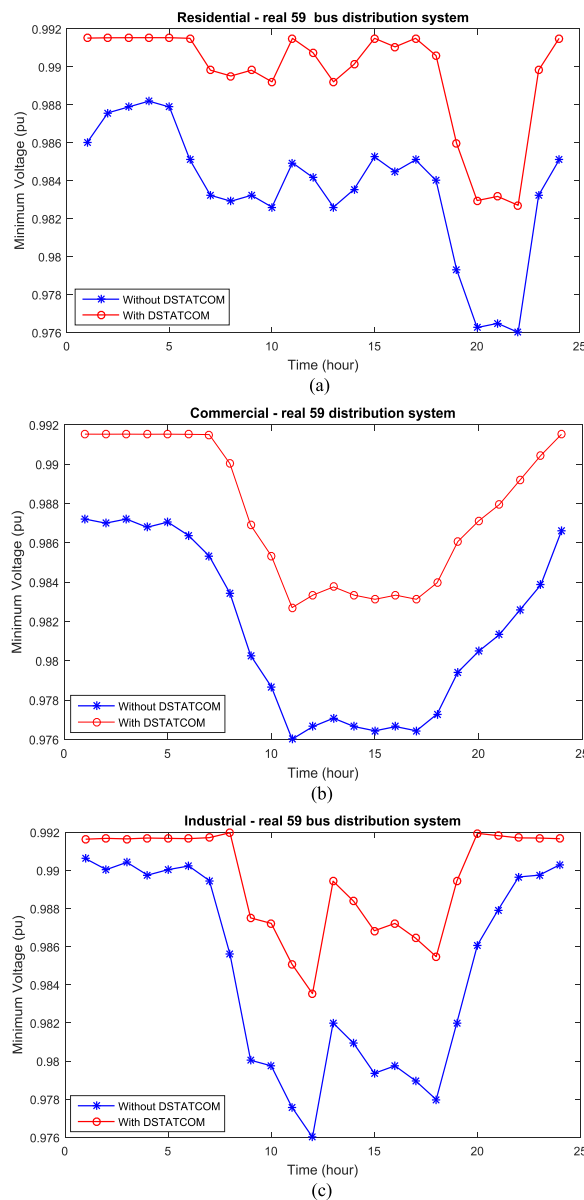 Residential - real 59 bus distribution system
0.992
0.99
0.988
0.986
0.984
0.982
0.98
0.978
0.976
Minimum Voltage (pu)
Without DSTATCOM
With DSTATCOM
0 5 10 15 20 25
Time (hour)
(a)
Commercial - real 59 distribution system
0.992
0.99
0.988
0.986
0.984
0.982
0.98
0.978
0.976
Minimum Voltage (pu)
Without DSTATCOM
With DSTATCOM
0 5 10 15 20 25
Time (hour)
(b)
Industrial - real 59 bus distribution system
0.992
0.99
0.988
0.986
0.984
0.982
0.98
0.978
0.976
Minimum Voltage (pu)
Without DSTATCOM
With DSTATCOM
0 5 10 15 20 25
Time (hour)
(c)